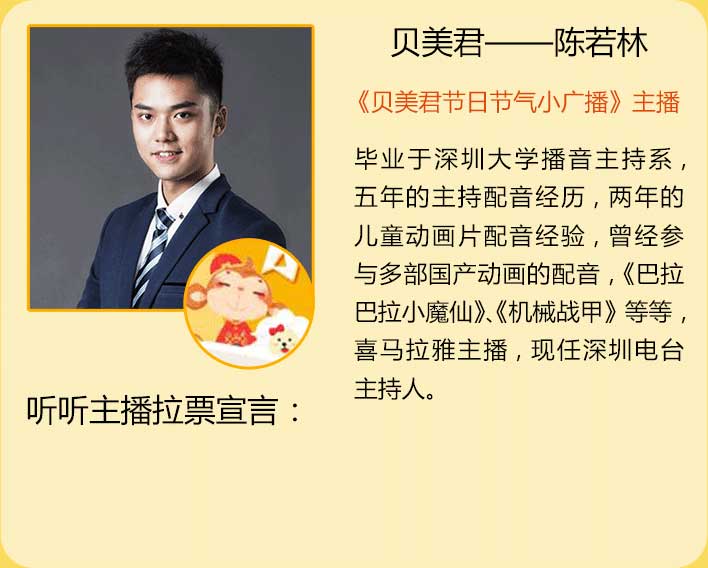 贝美君——陈若林
《贝美君节日节气小广播》主播
毕业于深圳大学播音主持系,
五年的主持配音经历,两年的
儿童动画片配音经验,曾经参
与多部国产动画的配音,《巴拉
巴拉小魔仙》、《机械战甲》等等,
喜马拉雅主播,现任深圳电台
主持人。
听听主播拉票宣言: